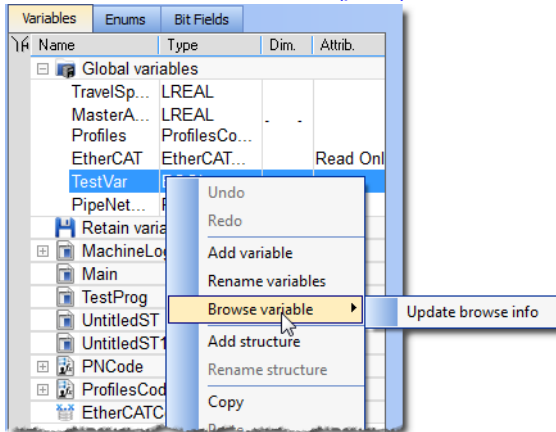 Variables Enums Bit Fields
Name Type Dim. Attrib.
Global variables
TravelSp... LREAL
MasterA... LREAL
Profiles ProfilesCo...
EtherCAT EtherCAT... Read Onl
TestVar
PipeNet...
Retain varia
MachineLo
Main
TestProg
UntitledST
UntitledST1
PNCode
ProfilesCod
EtherCATC
Undo
Redo
Add variable
Rename variables
Browse variable
Update browse info
Add structure
Rename structure
Copy